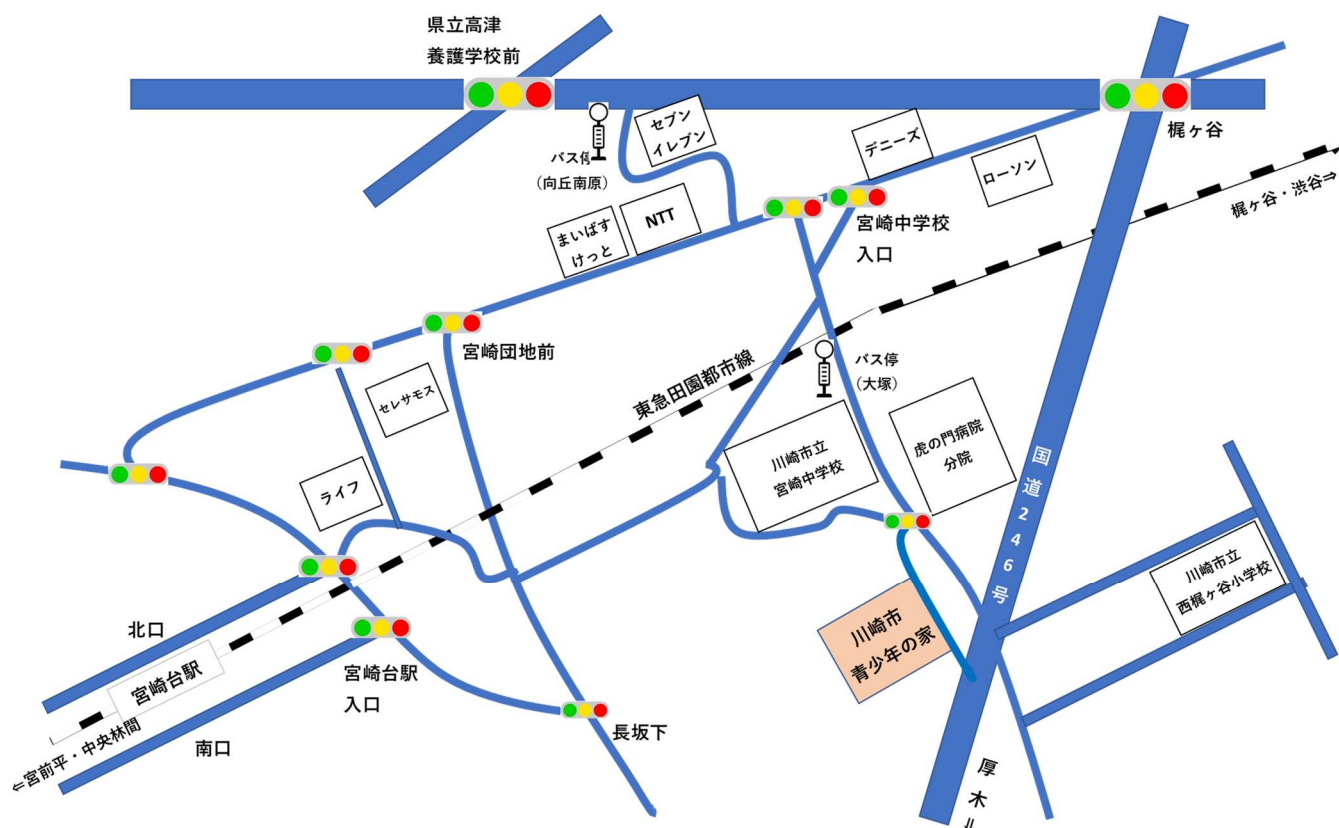 県立高津
養護学校前
セブン
イレブン
バス停
（向丘南原）
デニーズ
梶ヶ谷
ローソン
梶ヶ谷・渋谷⇒
まいばす
けっと
NTT
宮崎中学校
入口
宮崎団地前
セレサモス
東急田園都市線
バス停
（大塚）
川崎市立
宮崎中学校
虎の門病院
分院
国道246号
ライフ
川崎市立
西梶ヶ谷小学校
北口
宮崎台駅
宮崎台駅
入口
川崎市
青少年の家
長坂下
南口
⇐宮前平・中央林間
厚木